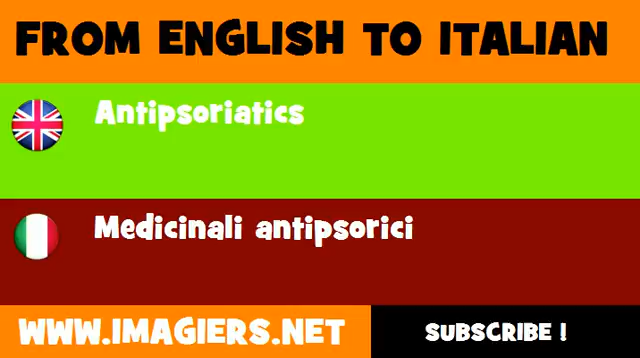 FROM ENGLISH TO ITALIAN
Antipsoriatics
Medicinali antipsorici
WWW.IMAGIERS.NET
SUBSCRIBE !